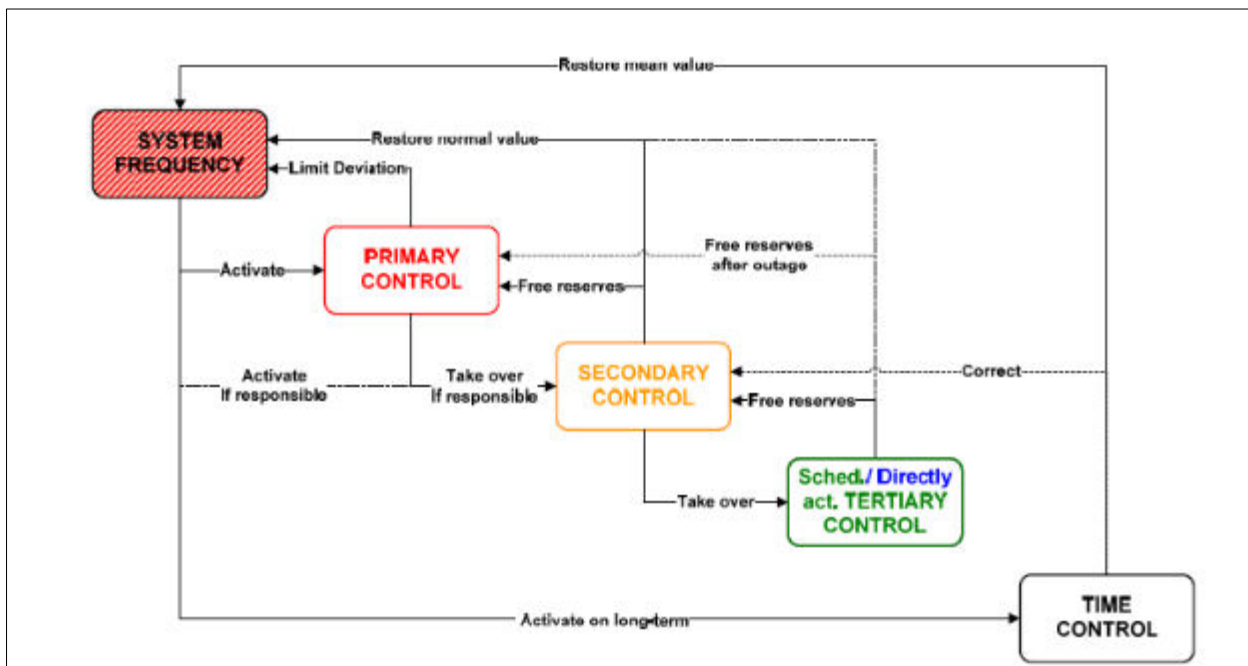 Restore mean value
SYSTEM
FREQUENCY
Restore normal value
Limit Deviation
PRIMARY
CONTROL
Free reserves
after outage
Activate
Free reserves
Activate
If responsible
Take over
If responsible
SECONDARY
CONTROL
Correct
Free reserves
Sched./ Directly
act. TERTIARY
CONTROL
Take over
TIME
CONTROL
Activate on long-term